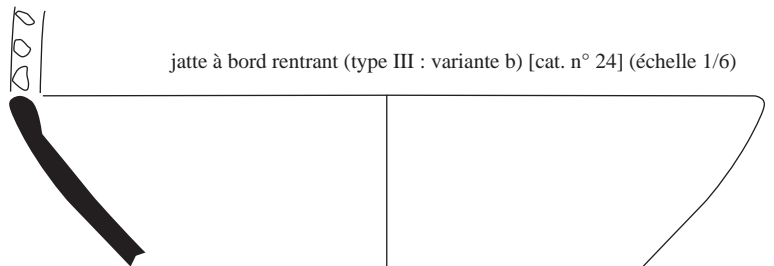 jatte à bord rentrant (type III : variante b) [cat. n° 24] (échelle 1/6)